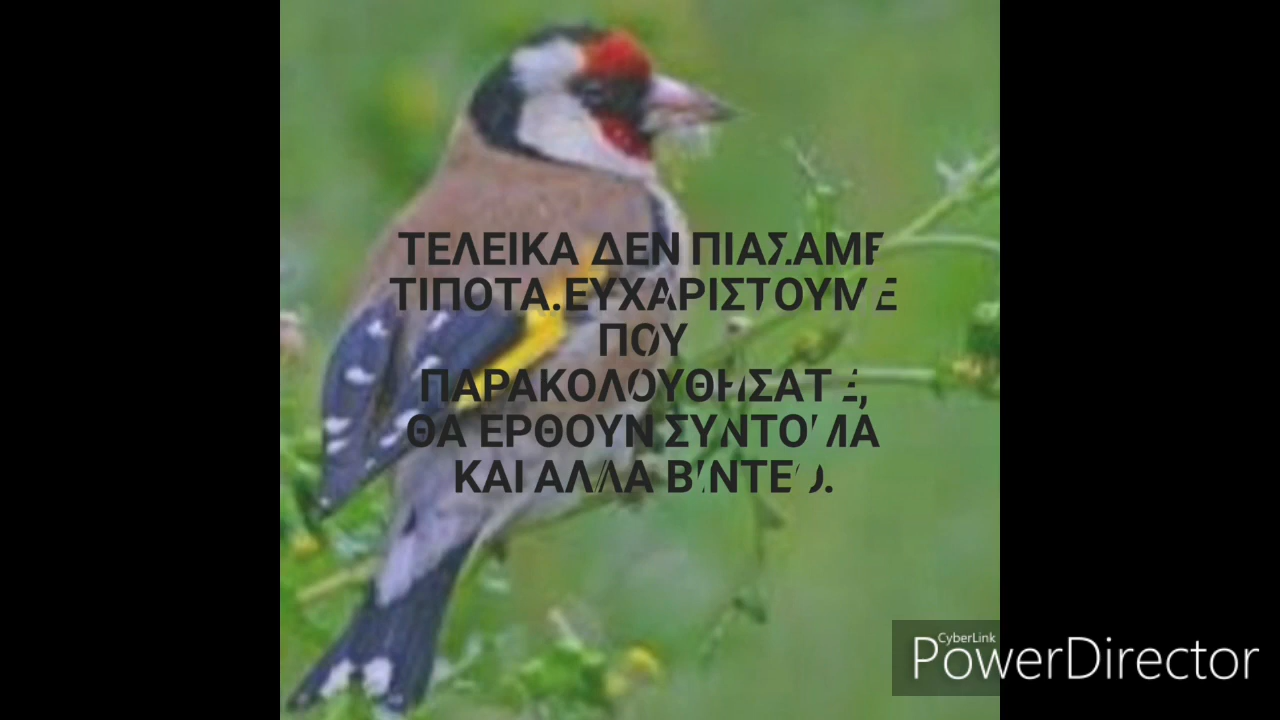 ΤΕΛΕΙΚΑ ΔΕΝ ΠΙΑΣΑΜΕ
ΤΙΠΟΤΑ.ΕΥΧΑΡΙΣΤΟΥΜΕ
ΠΟΥ
ΠΑΡΑΚΟΛΟΥΘΗΣΑΤΕ,
ΘΑ ΕΡΘΟΥΝ ΣΥΝΤΟΜΑ
ΚΑΙ ΑΛΛΑ ΒΙΝΤΕΟ.
CyberLink
PowerDirector